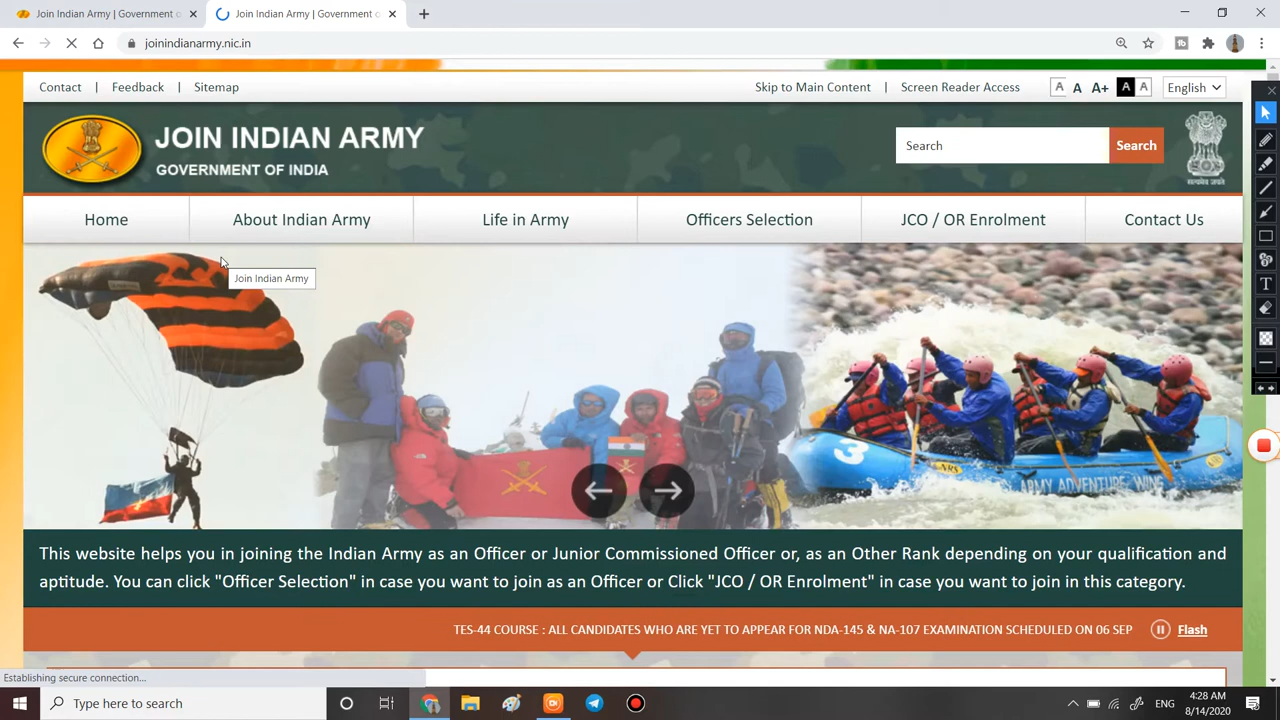 Join Indian Army | Government o
Join Indian Army | Government o
joinindianarmy.nic.in
Contact | Feedback | Sitemap
Skip to Main Content | Screen Reader Access
A A A+ A A
English
JOIN INDIAN ARMY
GOVERNMENT OF INDIA
Search
Search
सत्यमेव जयते
Home
About Indian Army
Life in Army
Officers Selection
JCO / OR Enrolment
Contact Us
Join Indian Army
3
NRS
ARMY ADVENTURE WING
This website helps you in joining the Indian Army as an Officer or Junior Commissioned Officer or, as an Other Rank depending on your qualification and
aptitude. You can click "Officer Selection" in case you want to join as an Officer or Click "JCO / OR Enrolment" in case you want to join in this category.
TES-44 COURSE : ALL CANDIDATES WHO ARE YET TO APPEAR FOR NDA-145 & NA-107 EXAMINATION SCHEDULED ON 06 SEP
Flash
Establishing secure connection...
Type here to search
ENG
4:28 AM
8/14/2020